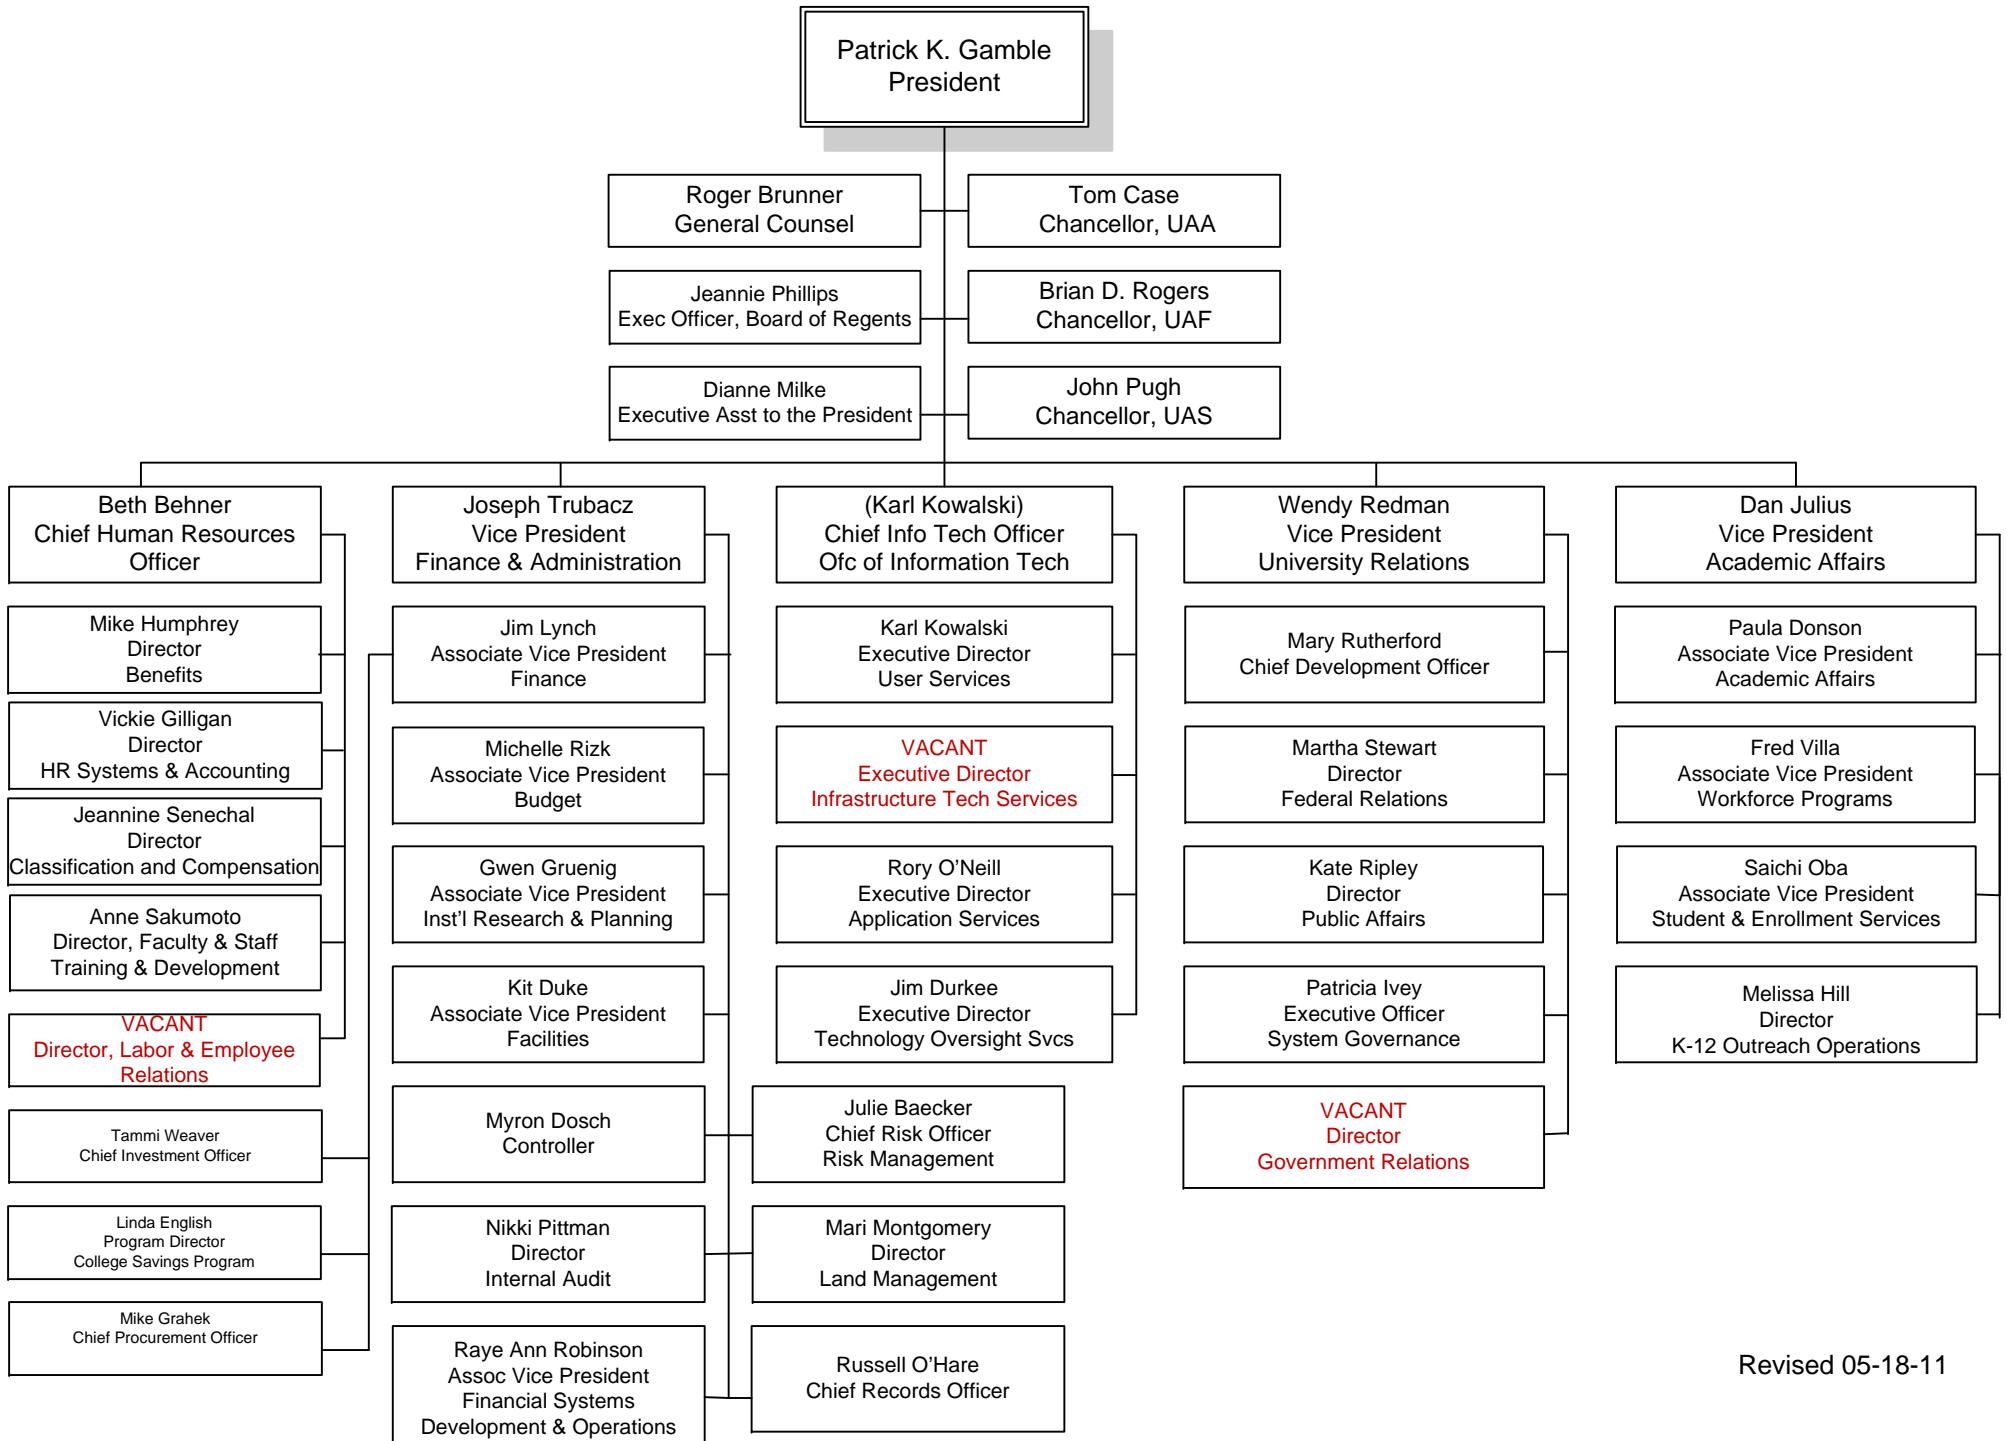 Patrick K. Gamble
President
Roger Brunner
General Counsel
Tom Case
Chancellor, UAA
Jeannie Phillips
Exec Officer, Board of Regents
Brian D. Rogers
Chancellor, UAF
Dianne Milke
Executive Asst to the President
John Pugh
Chancellor, UAS
Beth Behner
Chief Human Resources
Officer
Mike Humphrey
Director
Benefits
Vickie Gilligan
Director
HR Systems & Accounting
Jeannine Senechal
Director
Classification and Compensation
Anne Sakumoto
Director, Faculty & Staff
Training & Development
VACANT
Director, Labor & Employee
Relations
Tammi Weaver
Chief Investment Officer
Linda English
Program Director
College Savings Program
Mike Grahek
Chief Procurement Officer
Joseph Trubacz
Vice President
Finance & Administration
Jim Lynch
Associate Vice President
Finance
Michelle Rizk
Associate Vice President
Budget
Gwen Gruenig
Associate Vice President
Inst'l Research & Planning
Kit Duke
Associate Vice President
Facilities
Myron Dosch
Controller
Julie Baecker
Chief Risk Officer
Risk Management
Nikki Pittman
Director
Internal Audit
Mari Montgomery
Director
Land Management
Raye Ann Robinson
Assoc Vice President
Financial Systems
Development & Operations
Russell O’Hare
Chief Records Officer
(Karl Kowalski)
Chief Info Tech Officer
Ofc of Information Tech
Karl Kowalski
Executive Director
User Services
VACANT
Executive Director
Infrastructure Tech Services
Rory O’Neill
Executive Director
Application Services
Jim Durkee
Executive Director
Technology Oversight Svcs
Wendy Redman
Vice President
University Relations
Mary Rutherford
Chief Development Officer
Martha Stewart
Director
Federal Relations
Kate Ripley
Director
Public Affairs
Patricia Ivey
Executive Officer
System Governance
VACANT
Director
Government Relations
Dan Julius
Vice President
Academic Affairs
Paula Donson
Associate Vice President
Academic Affairs
Fred Villa
Associate Vice President
Workforce Programs
Saichi Oba
Associate Vice President
Student & Enrollment Services
Melissa Hill
Director
K-12 Outreach Operations
Revised 05-18-11